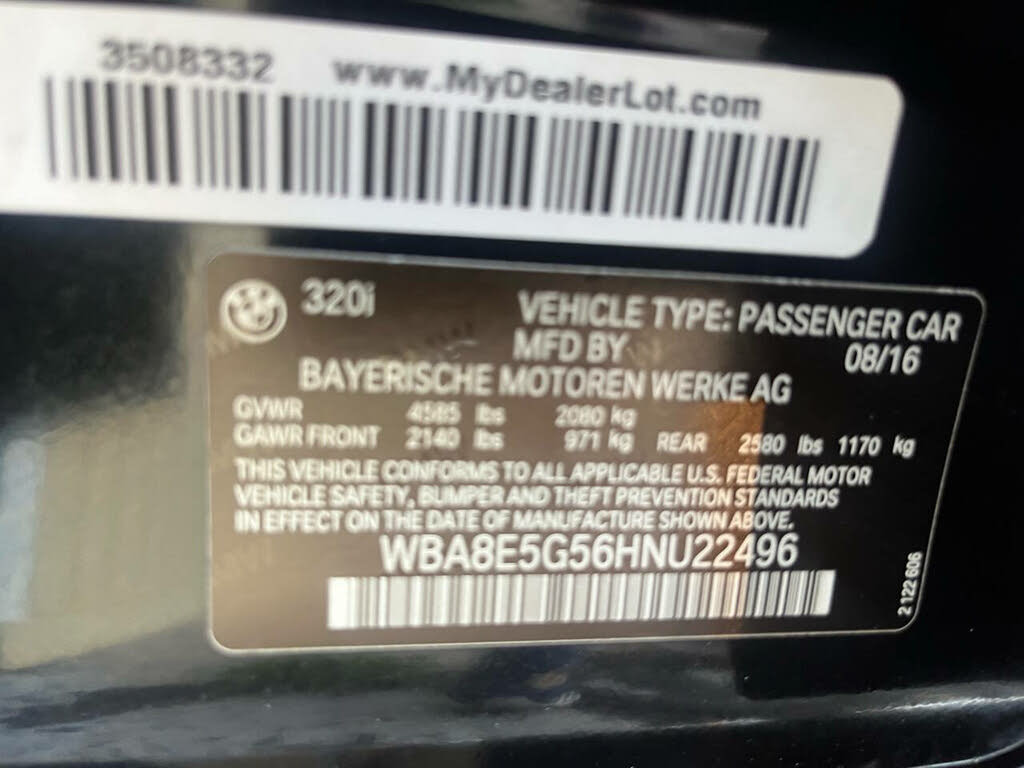 3508332 www.MyDealerLot.com
320i VEHICLE TYPE: PASSENGER CAR
MFD BY 08/16
BAYERISCHE MOTOREN WERKE AG
GVWR 4585 lbs 2080 kg
GAWR FRONT 2140 lbs 971 kg REAR 2580 lbs 1170 kg
THIS VEHICLE CONFORMS TO ALL APPLICABLE U.S. FEDERAL MOTOR
VEHICLE SAFETY, BUMPER AND THEFT PREVENTION STANDARDS
IN EFFECT ON THE DATE OF MANUFACTURE SHOWN ABOVE.
WBA8E5G56HNU22496
2 122 606